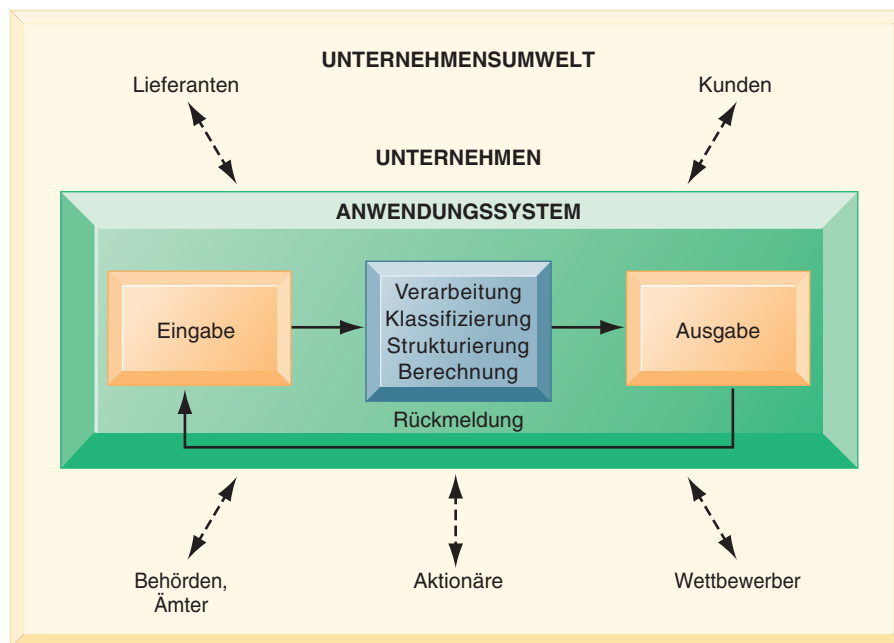 UNTERNEHMENSUMWELT
Lieferanten
Kunden
UNTERNEHMEN
ANWENDUNGSSYSTEM
Eingabe
Verarbeitung
Klassifizierung
Strukturierung
Berechnung
Ausgabe
Rückmeldung
Behörden,
Ämter
Aktionäre
Wettbewerber